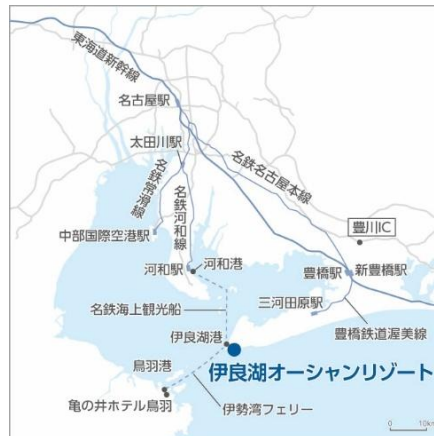 東海道新幹線
名古屋駅
太田川駅
名鉄常滑線
名鉄河和線
名鉄名古屋本線
豊川IC
中部国際空港駅
河和駅
河和港
豊橋駅
新豊橋駅
名鉄海上観光船
三河田原駅
伊良湖港
豊橋鉄道渥美線
伊良湖オーシャンリゾート
鳥羽港
亀の井ホテル鳥羽
伊勢湾フェリー
0
10km